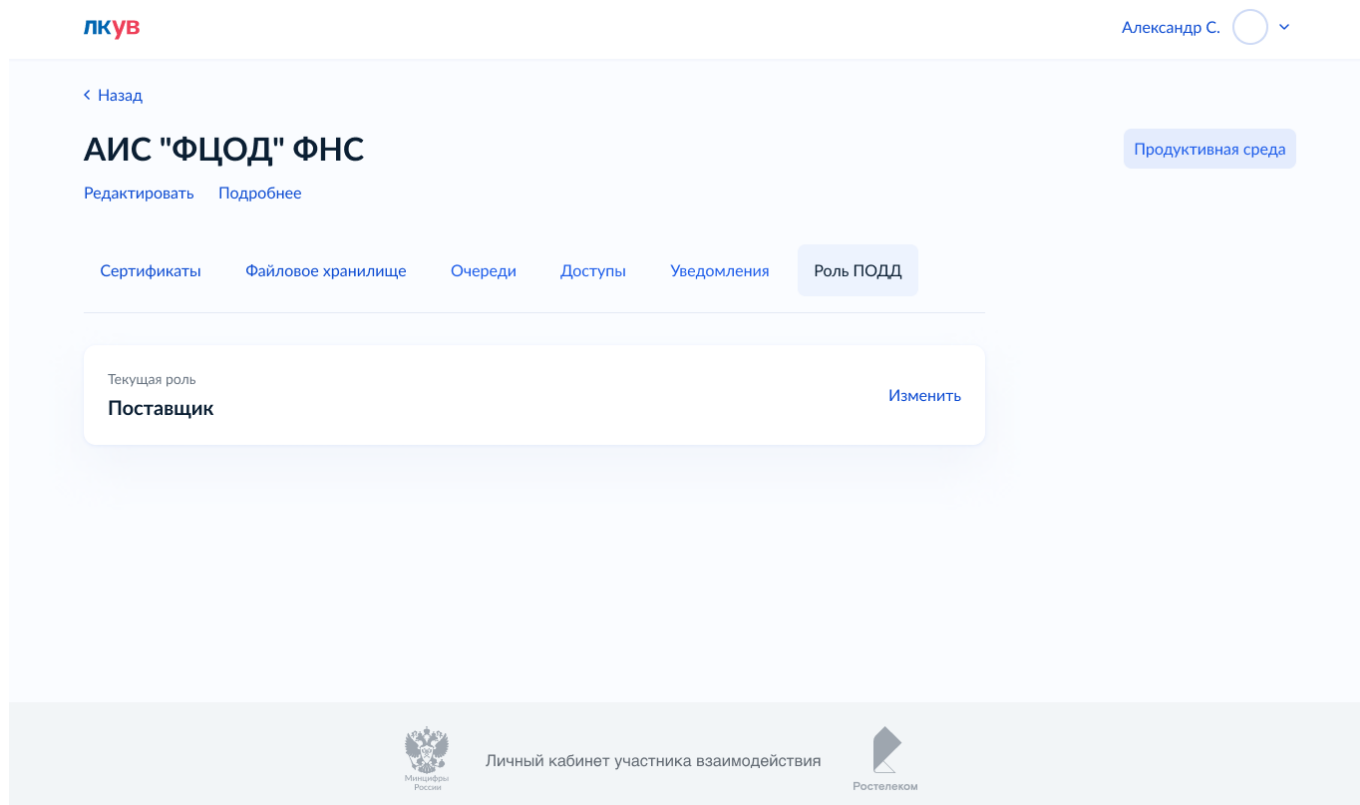 лкув
Александр С.
Назад
АИС "ФЦОД" ФНС
Продуктивная среда
Редактировать Подробнее
Сертификаты Файловое хранилище Очереди Доступы Уведомления Роль ПОДД
Текущая роль
Поставщик
Изменить
Минцифры
России
Личный кабинет участника взаимодействия
Ростелеком